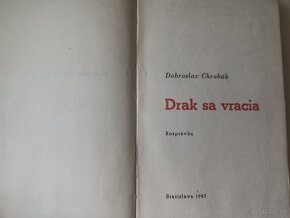 Dobroslav Chrobák
Drak sa vracia
Rozprávka
Bratislava 1943